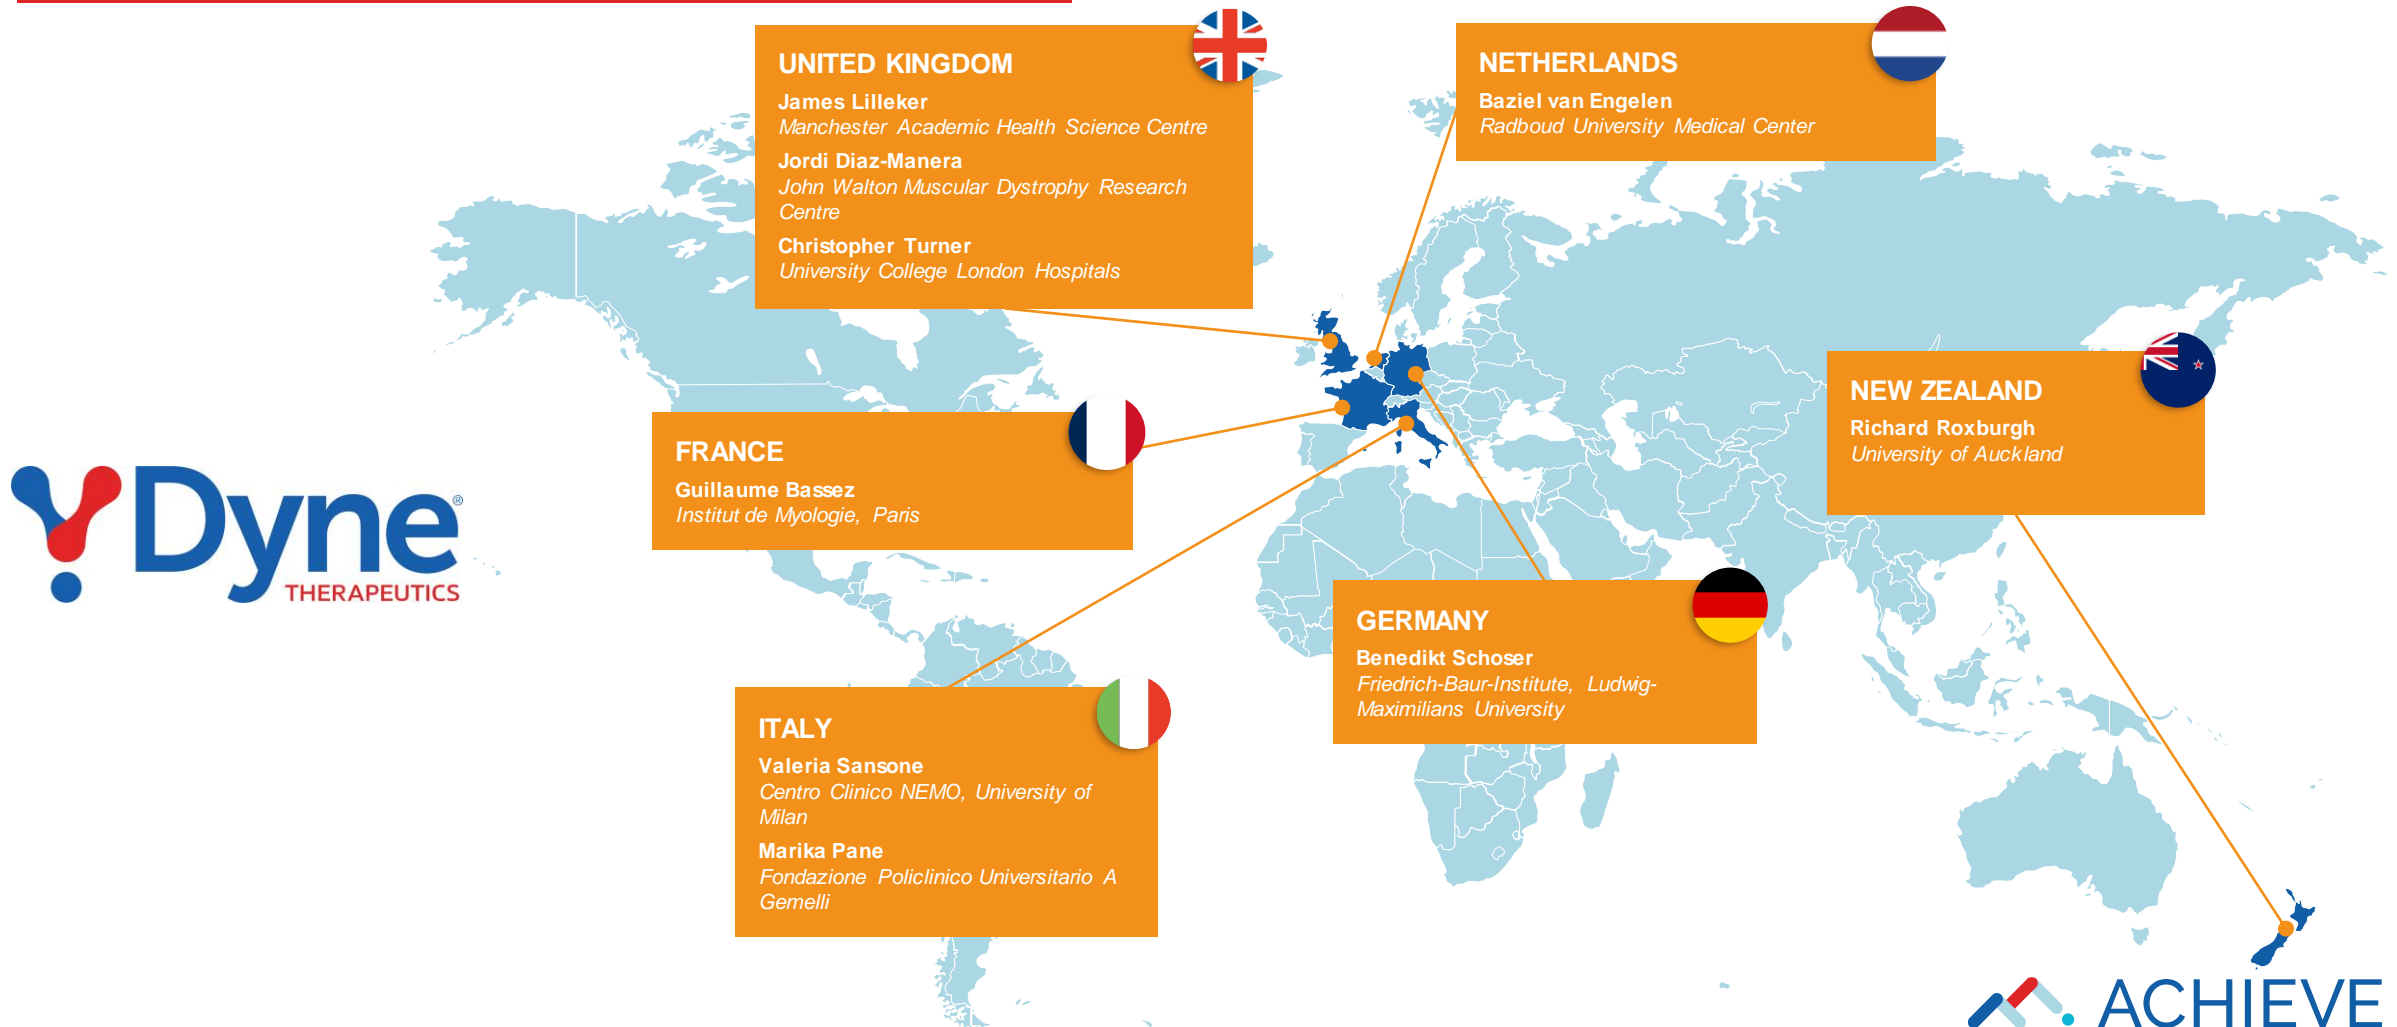 UNITED KINGDOM
James Lilleker
Manchester Academic Health Science Centre
Jordi Diaz-Manera
John Walton Muscular Dystrophy Research
Centre
Christopher Turner
University College London Hospitals
NETHERLANDS
Baziel van Engelen
Radboud University Medical Center
FRANCE
Guillaume Bassez
Institut de Myologie, Paris
NEW ZEALAND
Richard Roxburgh
University of Auckland
Dyne®
THERAPEUTICS
GERMANY
Benedikt Schoser
Friedrich-Baur-Institute, Ludwig-
Maximilians University
ITALY
Valeria Sansone
Centro Clinico NEMO, University of
Milan
Marika Pane
Fondazione Policlinico Universitario A
Gemelli
ACHIEVE